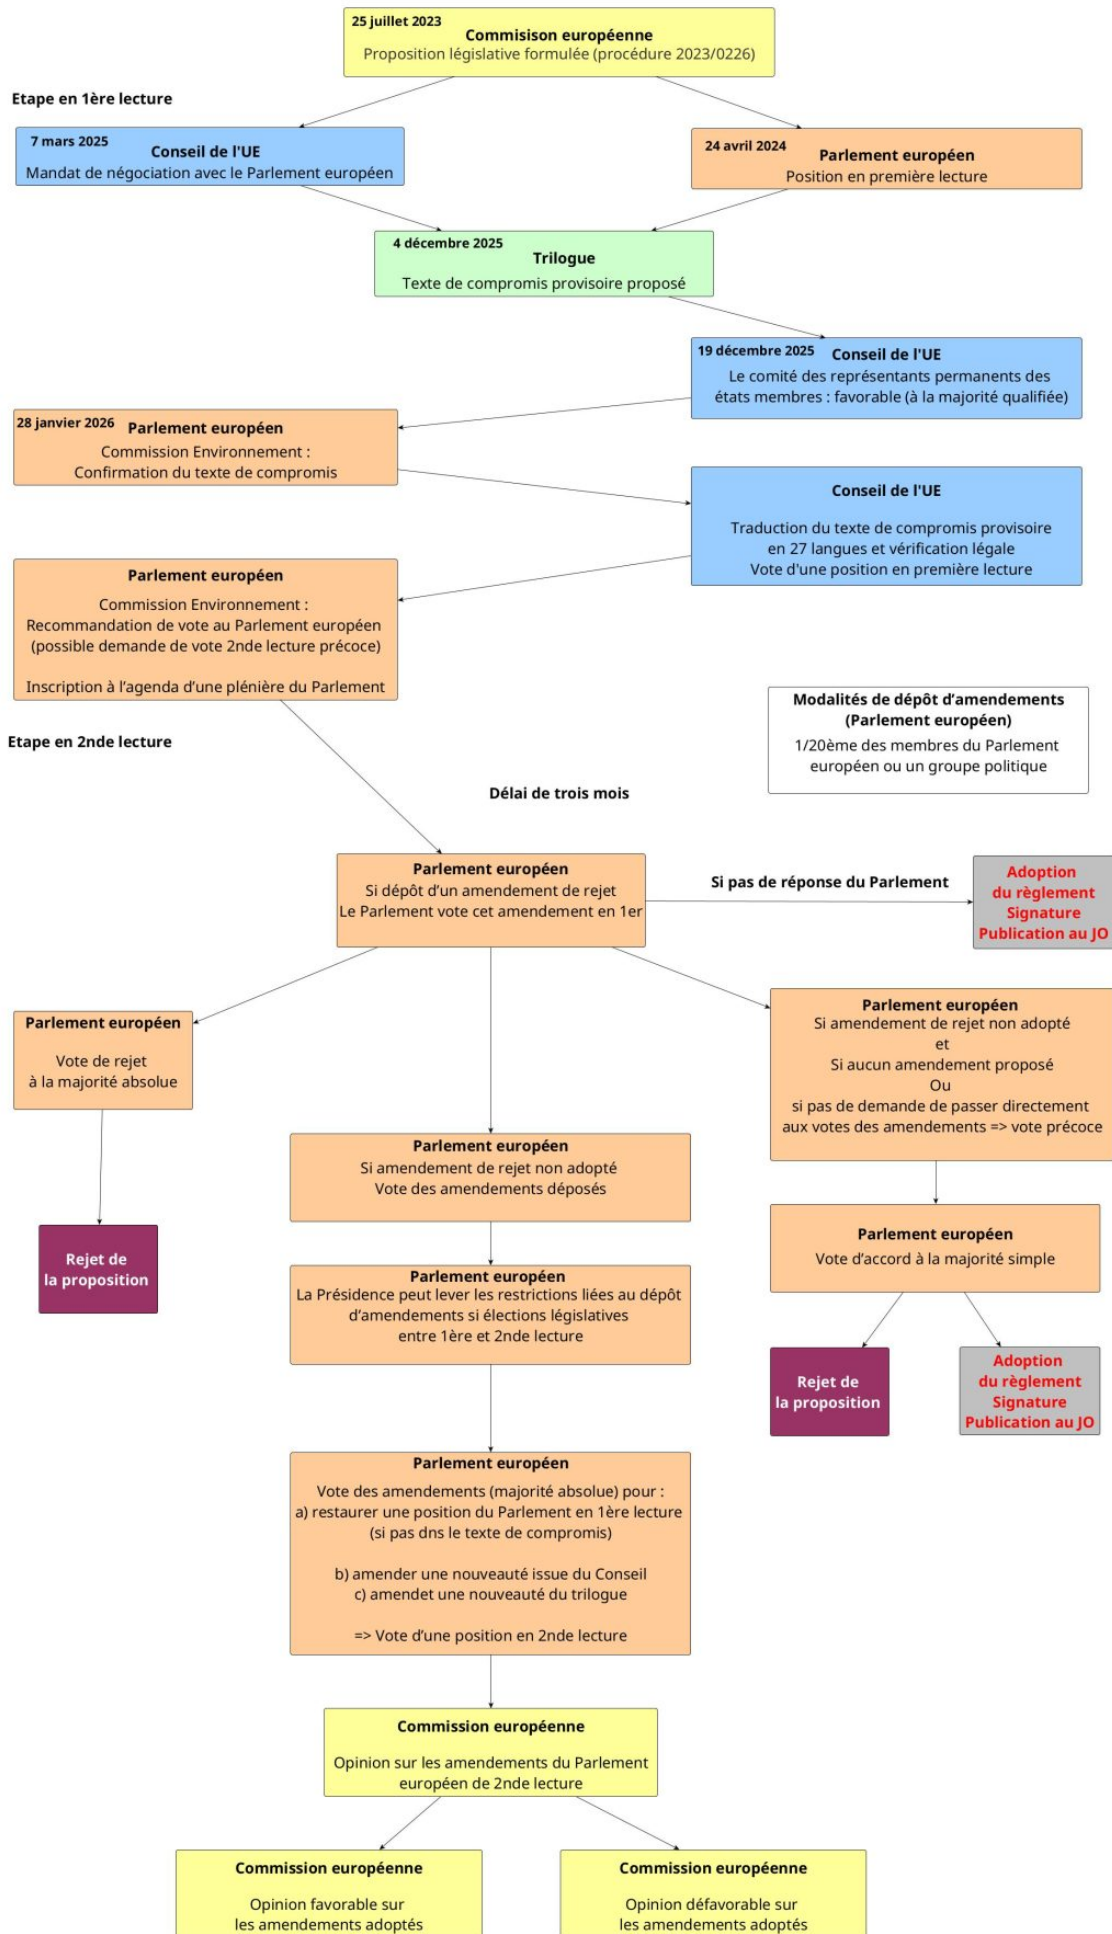 25 juillet 2023
Commisison européenne
Proposition législative formulée (procédure 2023/0226)
Etape en 1ère lecture
7 mars 2025
Conseil de l'UE
Mandat de négociation avec le Parlement européen
24 avril 2024
Parlement européen
Position en première lecture
4 décembre 2025
Trilogue
Texte de compromis provisoire proposé
19 décembre 2025
Conseil de l'UE
Le comité des représentants permanents des
états membres : favorable (à la majorité qualifiée)
28 janvier 2026
Parlement européen
Commission Environnement :
Confirmation du texte de compromis
Conseil de l'UE
Traduction du texte de compromis provisoire
en 27 langues et vérification légale
Vote d'une position en première lecture
Parlement européen
Commission Environnement :
Recommandation de vote au Parlement européen
(possible demande de vote 2nde lecture précoce)
Inscription à l’agenda d’une plénière du Parlement
Modalités de dépôt d’amendements
(Parlement européen)
1/20ème des membres du Parlement
européen ou un groupe politique
Etape en 2nde lecture
Délai de trois mois
Parlement européen
Si dépôt d’un amendement de rejet
Le Parlement vote cet amendement en 1er
Si pas de réponse du Parlement
Adoption
du règlement
Signature
Publication au JO
Parlement européen
Vote de rejet
à la majorité absolue
Parlement européen
Si amendement de rejet non adopté
et
Si aucun amendement proposé
Ou
si pas de demande de passer directement
aux votes des amendements => vote précoce
Parlement européen
Si amendement de rejet non adopté
Vote des amendements déposés
Rejet de
la proposition
Parlement européen
Vote d’accord à la majorité simple
Parlement européen
La Présidence peut lever les restrictions liées au dépôt
d’amendements si élections législatives
entre 1ère et 2nde lecture
Rejet de
la proposition
Adoption
du règlement
Signature
Publication au JO
Parlement européen
Vote des amendements (majorité absolue) pour :
a) restaurer une position du Parlement en 1ère lecture
(si pas dns le texte de compromis)
b) amender une nouveauté issue du Conseil
c) amendet une nouveauté du trilogue
=> Vote d’une position en 2nde lecture
Commission européenne
Opinion sur les amendements du Parlement
européen de 2nde lecture
Commission européenne
Opinion favorable sur
les amendements adoptés
Commission européenne
Opinion défavorable sur
les amendements adoptés